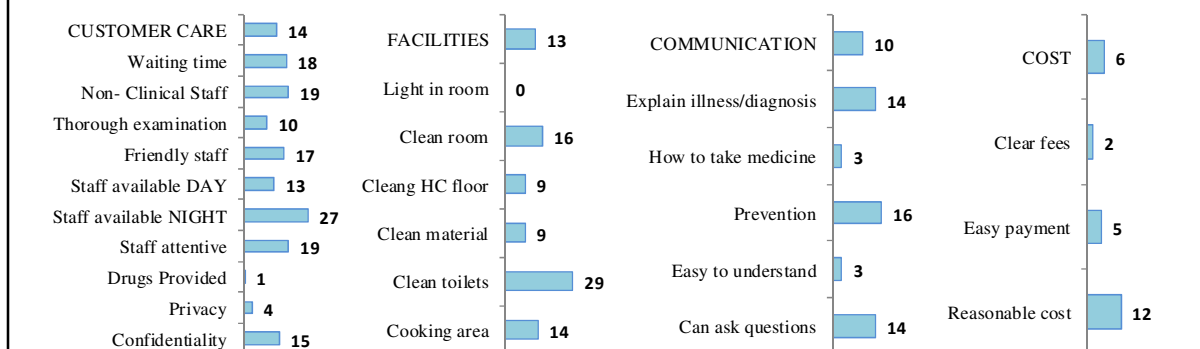 CUSTOMER CARE 14
Waiting time 18
Non- Clinical Staff 19
Thorough examination 10
Friendly staff 17
Staff available DAY 13
Staff available NIGHT 27
Staff attentive 19
Drugs Provided 1
Privacy 4
Confidentiality 15
FACILITIES 13
Light in room 0
Clean room 16
Cleang HC floor 9
Clean material 9
Clean toilets 29
Cooking area 14
COMMUNICATION 10
Explain illness/diagnosis 14
How to take medicine 3
Prevention 16
Easy to understand 3
Can ask questions 14
COST 6
Clear fees 2
Easy payment 5
Reasonable cost 12